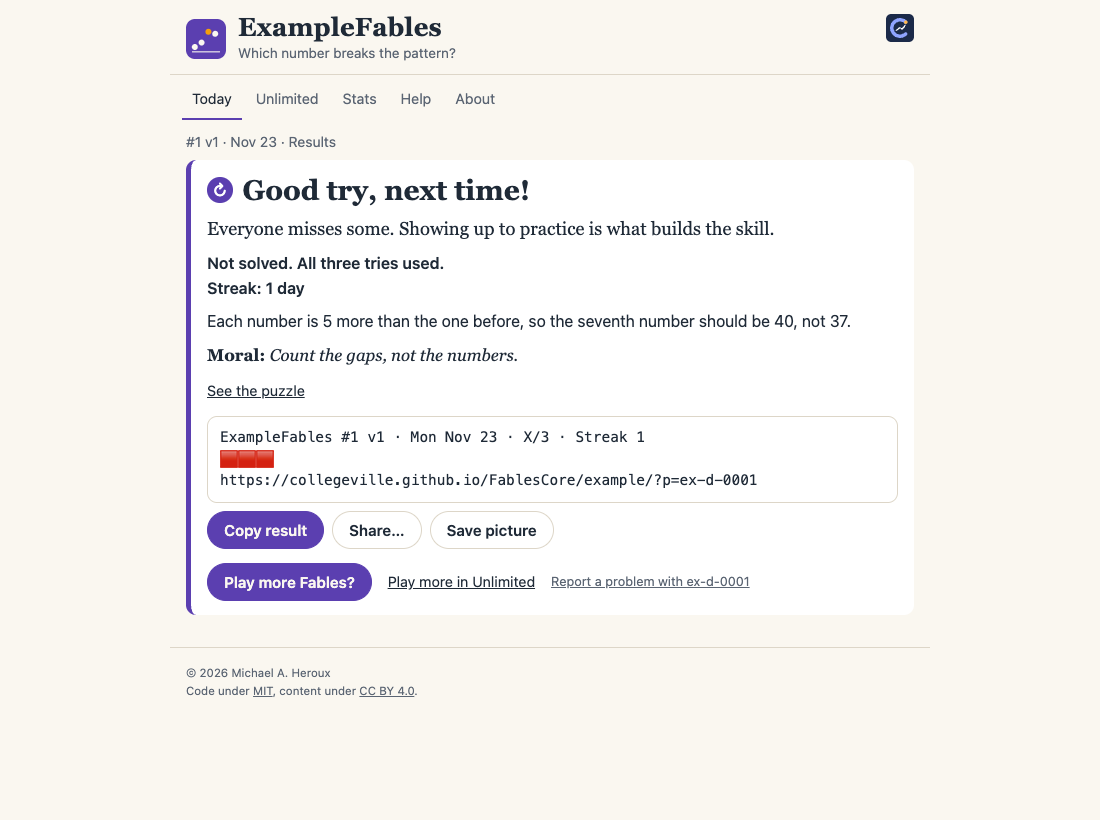 ExampleFables
Which number breaks the pattern?
Today Unlimited Stats Help About
#1 v1 · Nov 23 · Results
Good try, next time!
Everyone misses some. Showing up to practice is what builds the skill.
Not solved. All three tries used.
Streak: 1 day
Each number is 5 more than the one before, so the seventh number should be 40, not 37.
Moral: Count the gaps, not the numbers.
See the puzzle
ExampleFables #1 v1 · Mon Nov 23 · X/3 · Streak 1
https://collegeville.github.io/FablesCore/example/?p=ex-d-0001
Copy result Share... Save picture
Play more Fables? Play more in Unlimited Report a problem with ex-d-0001
© 2026 Michael A. Heroux
Code under MIT, content under CC BY 4.0.